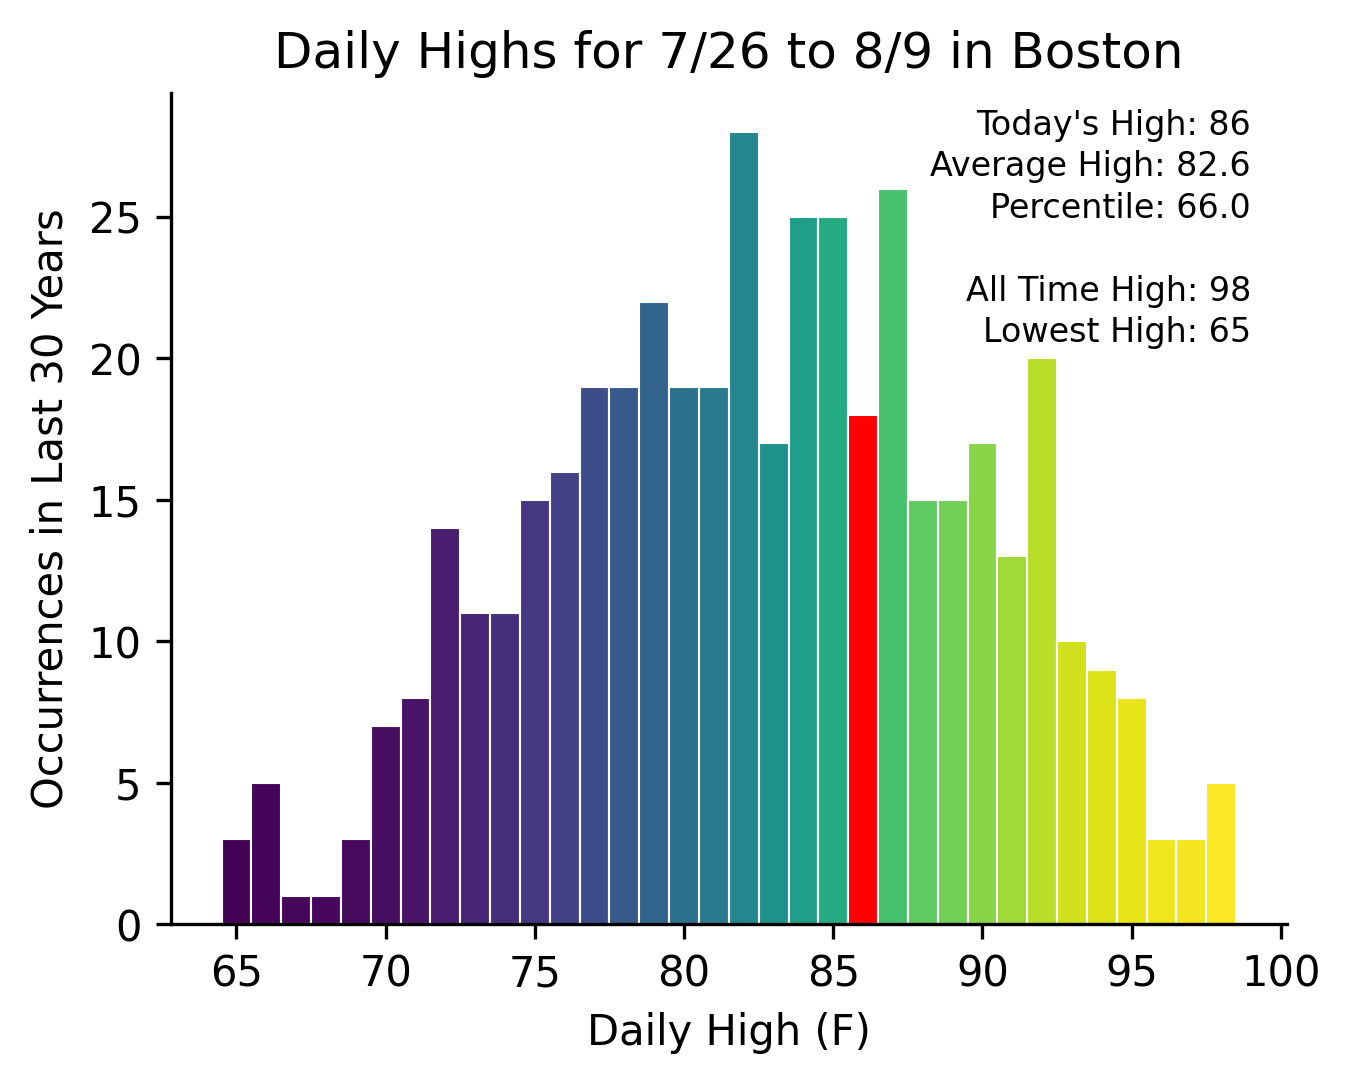 Daily Highs for 7/26 to 8/9 in Boston
Today's High: 86
Average High: 82.6
Percentile: 66.0
All Time High: 98
Lowest High: 65
Occurrences in Last 30 Years
25
20
15
10
5
0
65 70 75 80 85 90 95 100
Daily High (F)